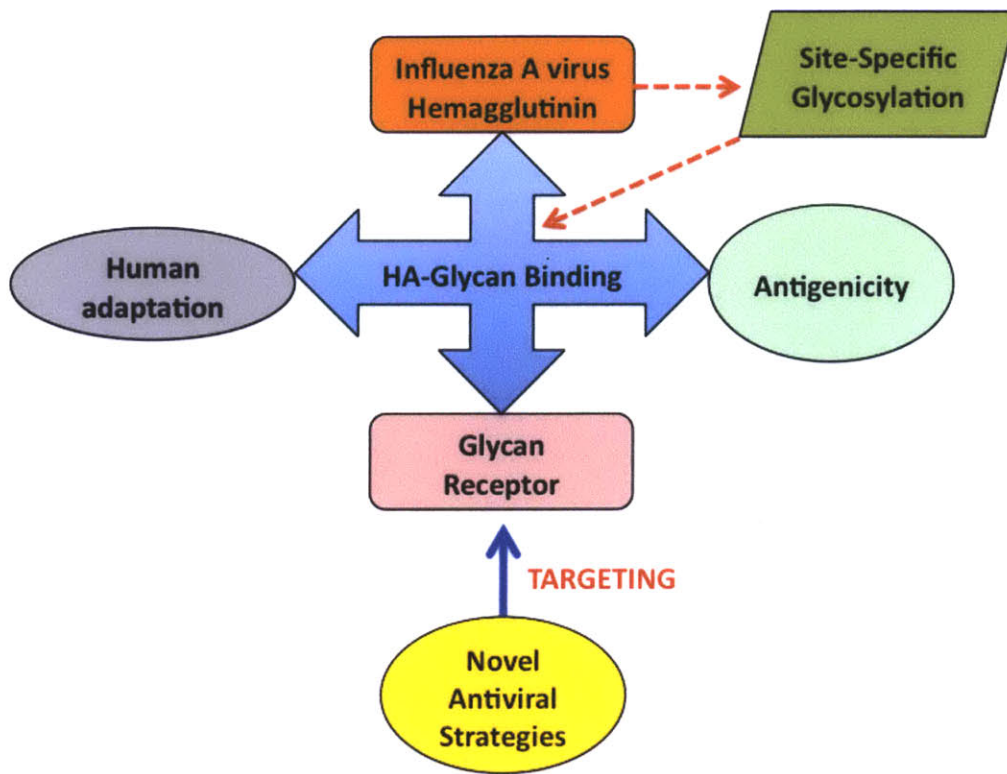 Influenza A virus
Hemagglutinin
Site-Specific
Glycosylation
Human
adaptation
HA-Glycan Binding
Antigenicity
Glycan
Receptor
TARGETING
Novel
Antiviral
Strategies